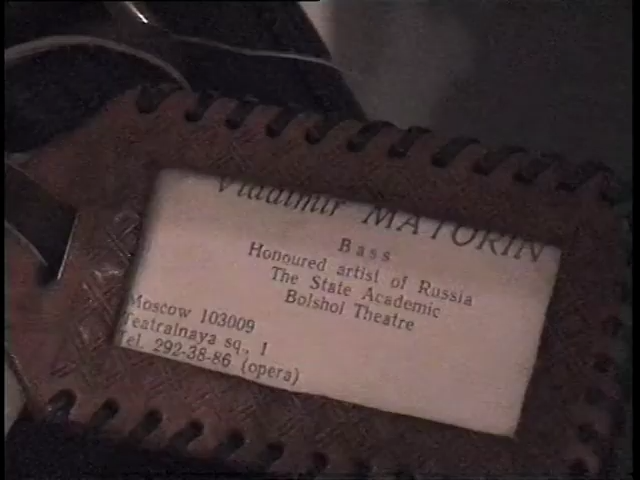 Vladimir MATORIN
Bass
Honoured artist of Russia
The State Academic
Bolshoi Theatre
Moscow 103009
Teatralnaya sq., 1
Tel. 292-38-86 (opera)